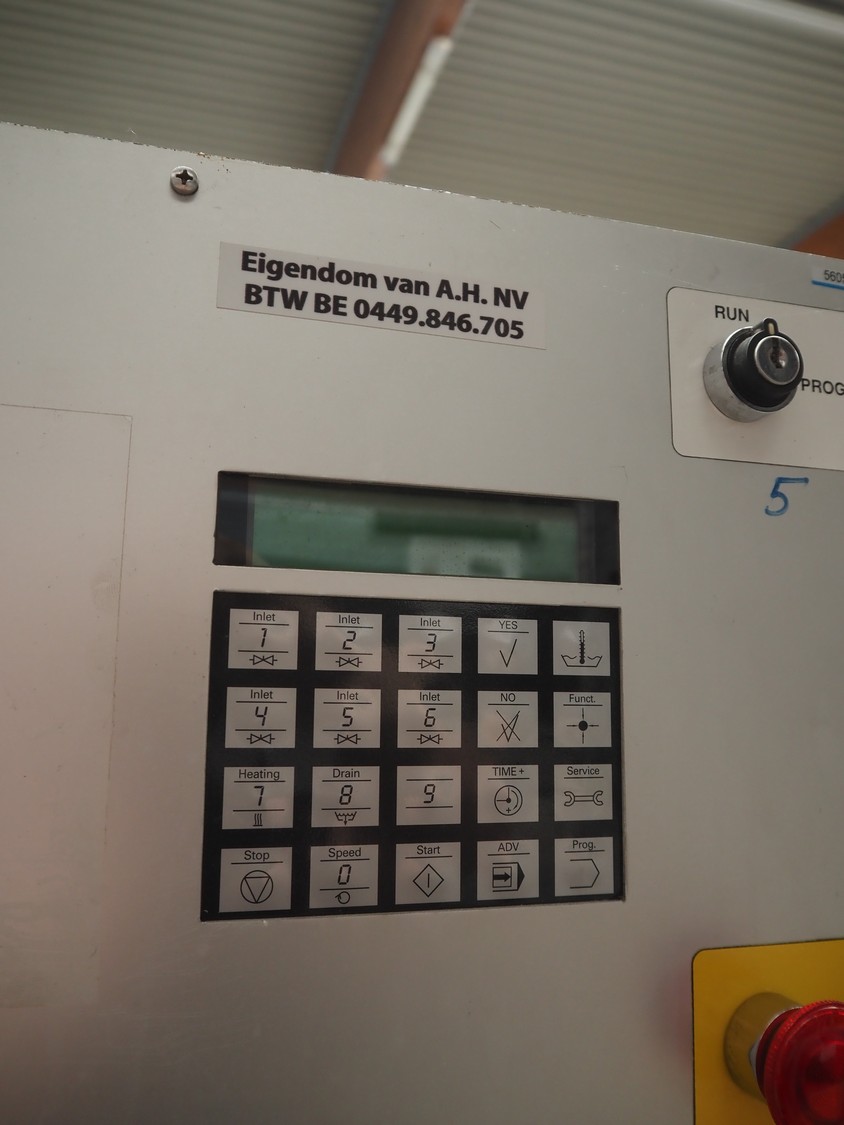 Eigendom van A.H. NV
BTW BE 0449.846.705
RUN
5
Inlet
1
Inlet
2
Inlet
3
YES
Inlet
4
Inlet
5
Inlet
6
NO
Funct.
Heating
7
Drain
8
9
TIME +
Service
Stop
Speed
0
Start
ADV
Prog.